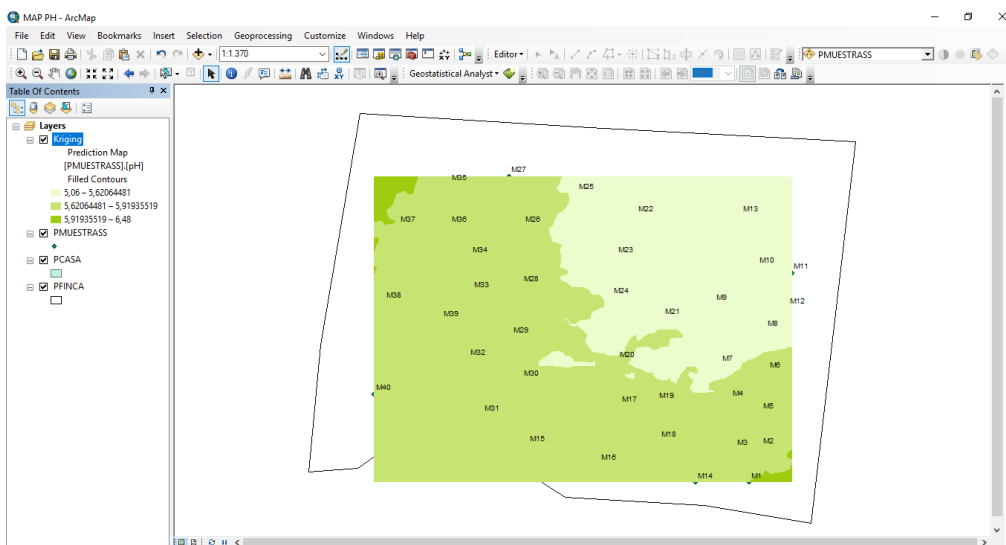 MAP PH - ArcMap
File Edit View Bookmarks Insert Selection Geoprocessing Customize Windows Help
1:1.370 Editor PMUESTRASS
Geostatistical Analyst
Table Of Contents
Layers
Kriging
Prediction Map
[PMUESTRASS].[pH]
Filled Contours
5,06 – 5,62064481
5,62064481 – 5,91935519
5,91935519 – 6,48
PMUESTRASS
PCASA
PFINCA
M27
M35
M25
M22 M13
M37 M36 M26
M34 M23
M10
M11
M28
M33
M24
M38 M9
M12
M39 M21
M8
M29
M32 M20
M7
M6
M30
M40
M4
M19
M17
M31 M5
M18
M15 M2
M3
M16
M14 M1